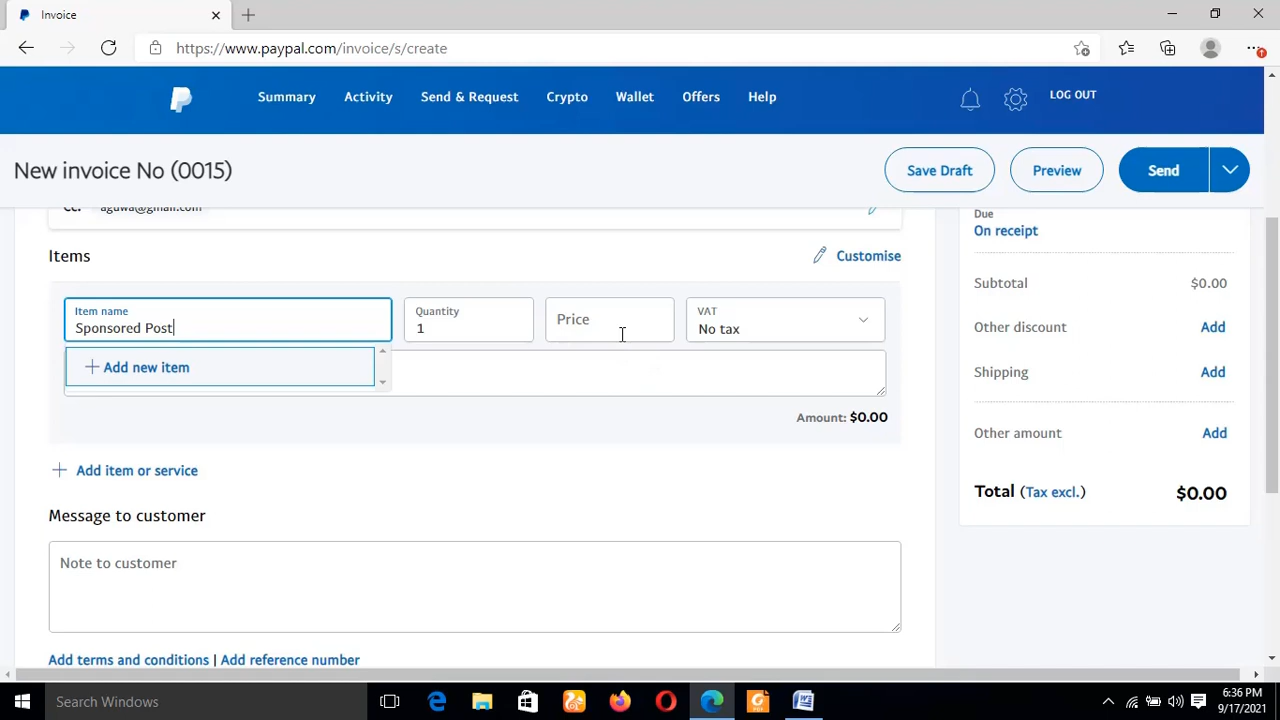 Invoice
https://www.paypal.com/invoice/s/create
Summary Activity Send & Request Crypto Wallet Offers Help LOG OUT
New invoice No (0015) Save Draft Preview Send
Cc: aguwa@gmail.com
Items Customise
Item name
Sponsored Post
Quantity
1
Price
VAT
No tax
Add new item
Amount: $0.00
Add item or service
Message to customer
Note to customer
Add terms and conditions | Add reference number
Due
On receipt
Subtotal $0.00
Other discount Add
Shipping Add
Other amount Add
Total (Tax excl.) $0.00
Search Windows
6:36 PM
9/17/2021